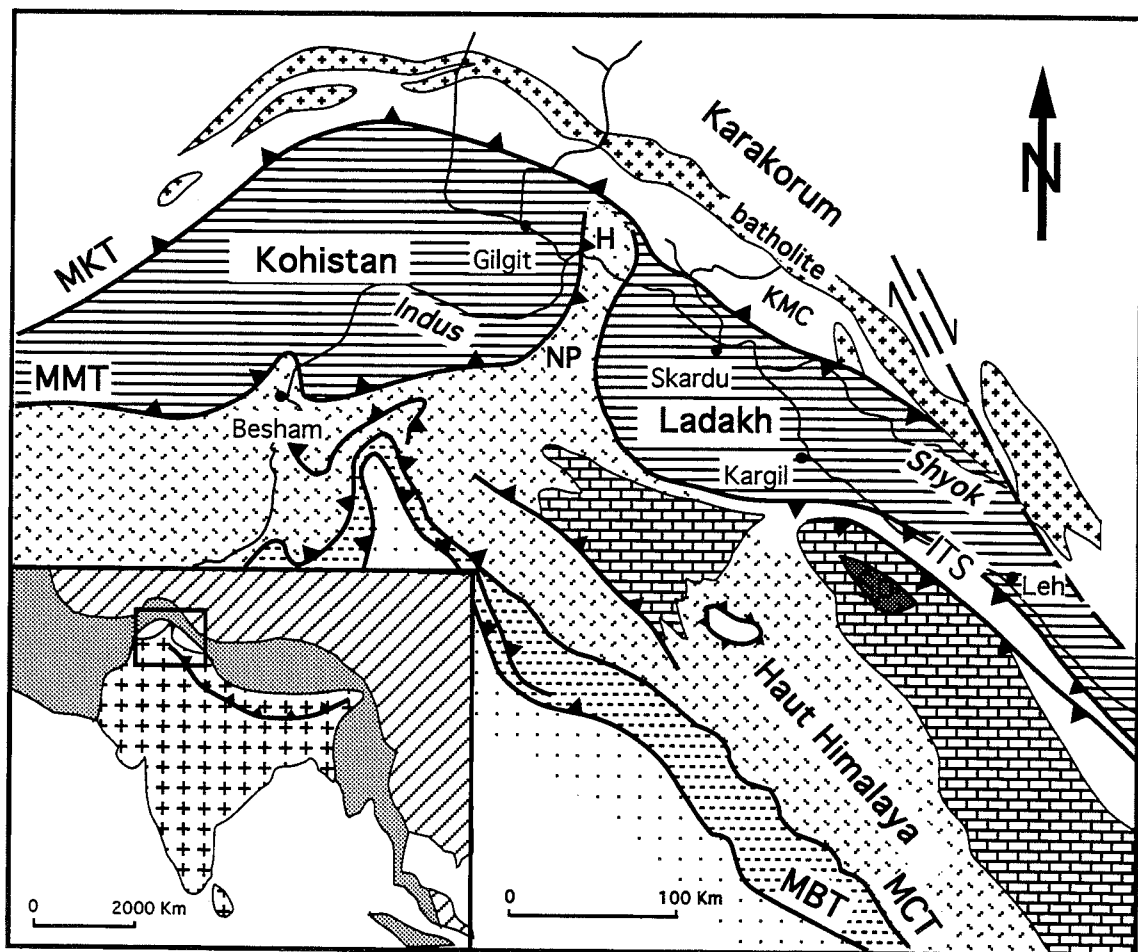 Karakorum
N
batholite
H
Kohistan
Gilgit
MKT
KMC
Indus
NP
MMT
Skardu
Besham
Ladakh
Kargil
Shyok
ITS
Leh
Haut Himalaya
MCT
MBT
0 2000 Km
0 100 Km